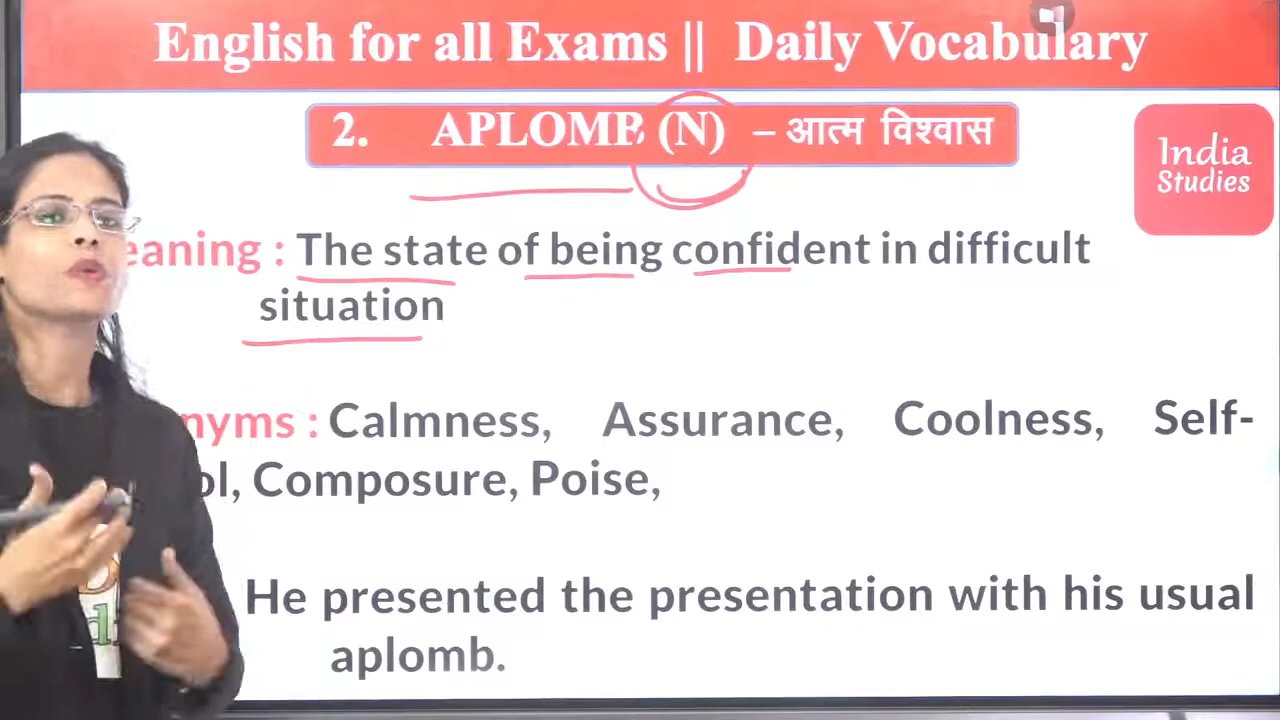 English for all Exams || Daily Vocabulary
2. APLOMB (N) – आत्म विश्वास
India
Studies
eaning : The state of being confident in difficult
situation
nyms : Calmness, Assurance, Coolness, Self-
ol, Composure, Poise,
He presented the presentation with his usual
aplomb.